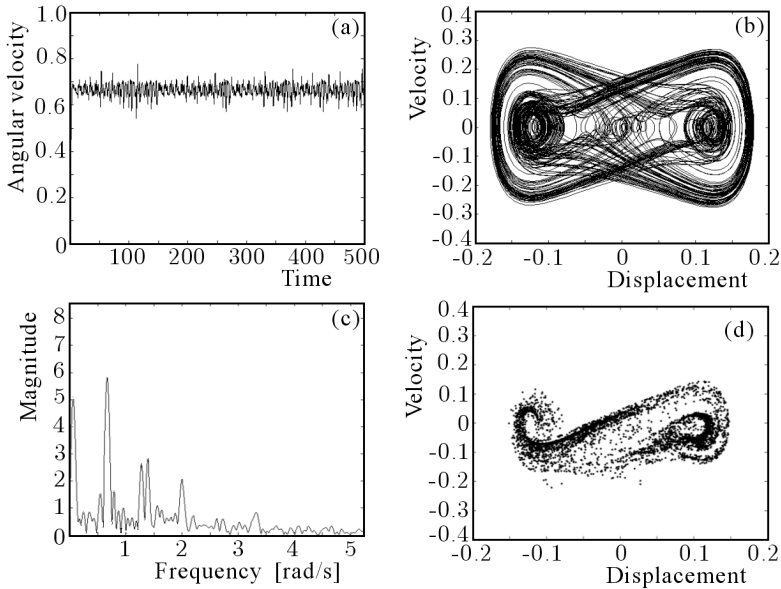 (a)
Angular velocity
1.0
0.8
0.6
0.4
0.2
0
100 200 300 400 500
Time
(b)
Velocity
0.4
0.3
0.2
0.1
0
-0.1
-0.2
-0.3
-0.4
-0.2 -0.1 0 0.1 0.2
Displacement
(c)
Magnitude
8
7
6
5
4
3
2
1
0
1 2 3 4 5
Frequency [rad/s]
(d)
Velocity
0.4
0.3
0.2
0.1
0
-0.1
-0.2
-0.3
-0.4
-0.2 -0.1 0 0.1 0.2
Displacement